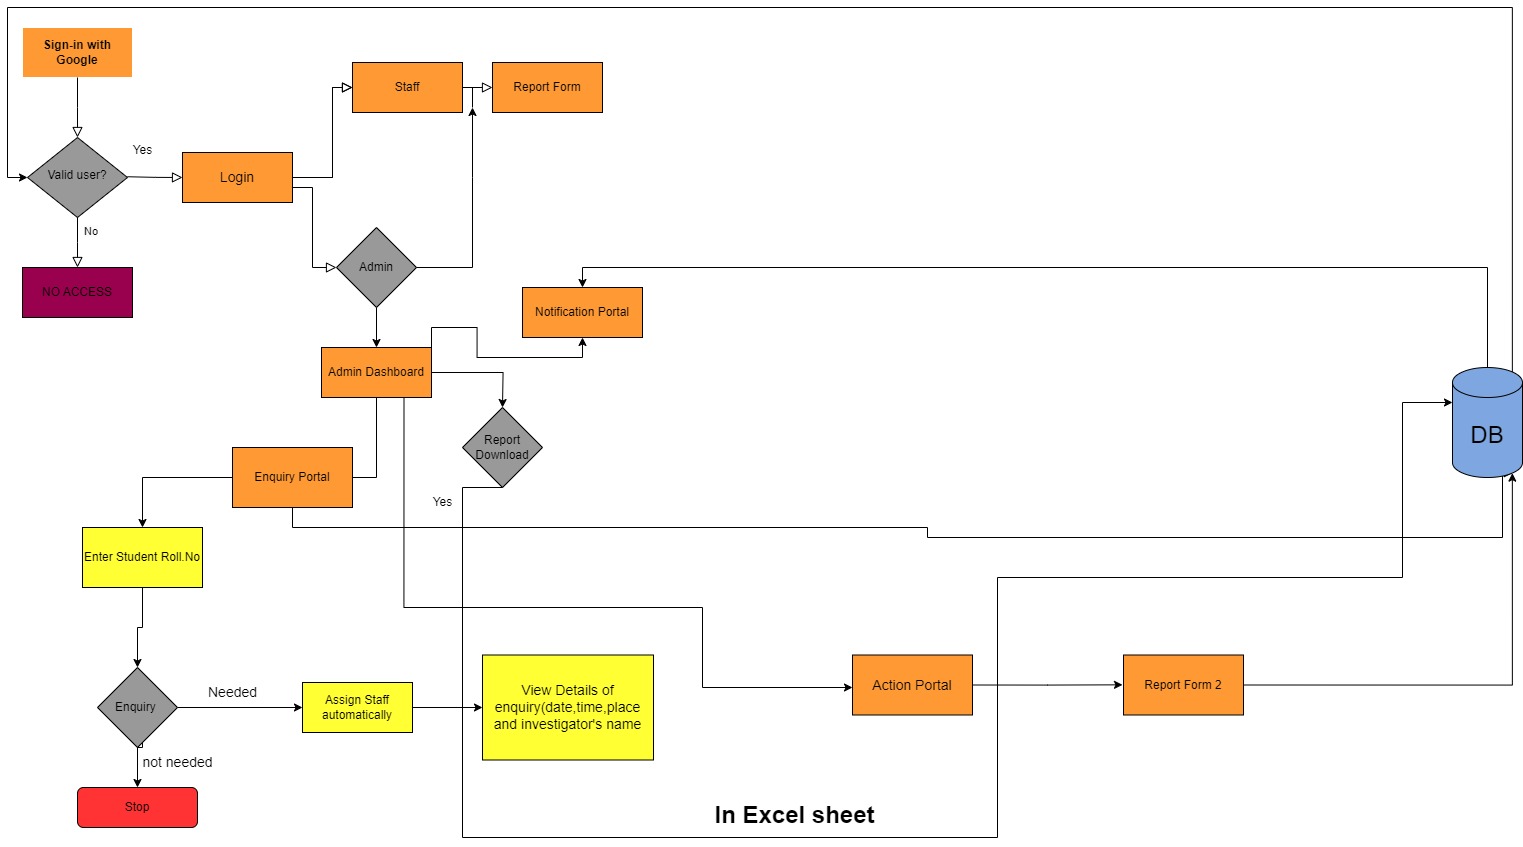 Sign-in with
Google
Staff
Report Form
Yes
Valid user?
Login
No
Admin
NO ACCESS
Notification Portal
Admin Dashboard
Report
Download
DB
Enquiry Portal
Yes
Enter Student Roll.No
Needed
Enquiry
Assign Staff
automatically
View Details of
enquiry(date,time,place
and investigator's name
Action Portal
Report Form 2
not needed
Stop
In Excel sheet